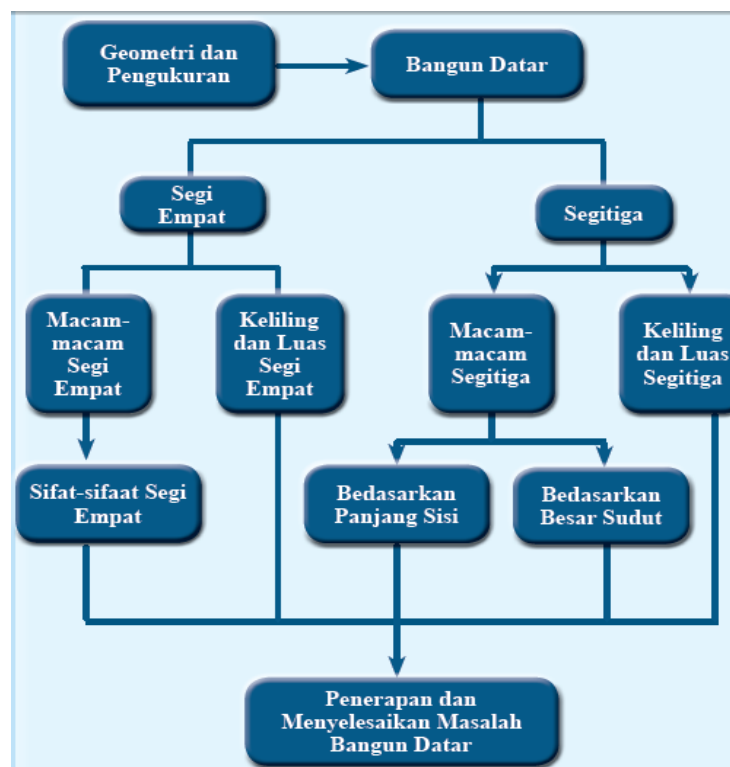 Geometri dan
Pengukuran
Bangun Datar
Segi
Empat
Segitiga
Macam-
macam
Segi
Empat
Keliling
dan Luas
Segi
Empat
Macam-
macam
Segitiga
Keliling
dan Luas
Segitiga
Sifat-sifaat Segi
Empat
Bedasarkan
Panjang Sisi
Bedasarkan
Besar Sudut
Penerapan dan
Menyelesaikan Masalah
Bangun Datar